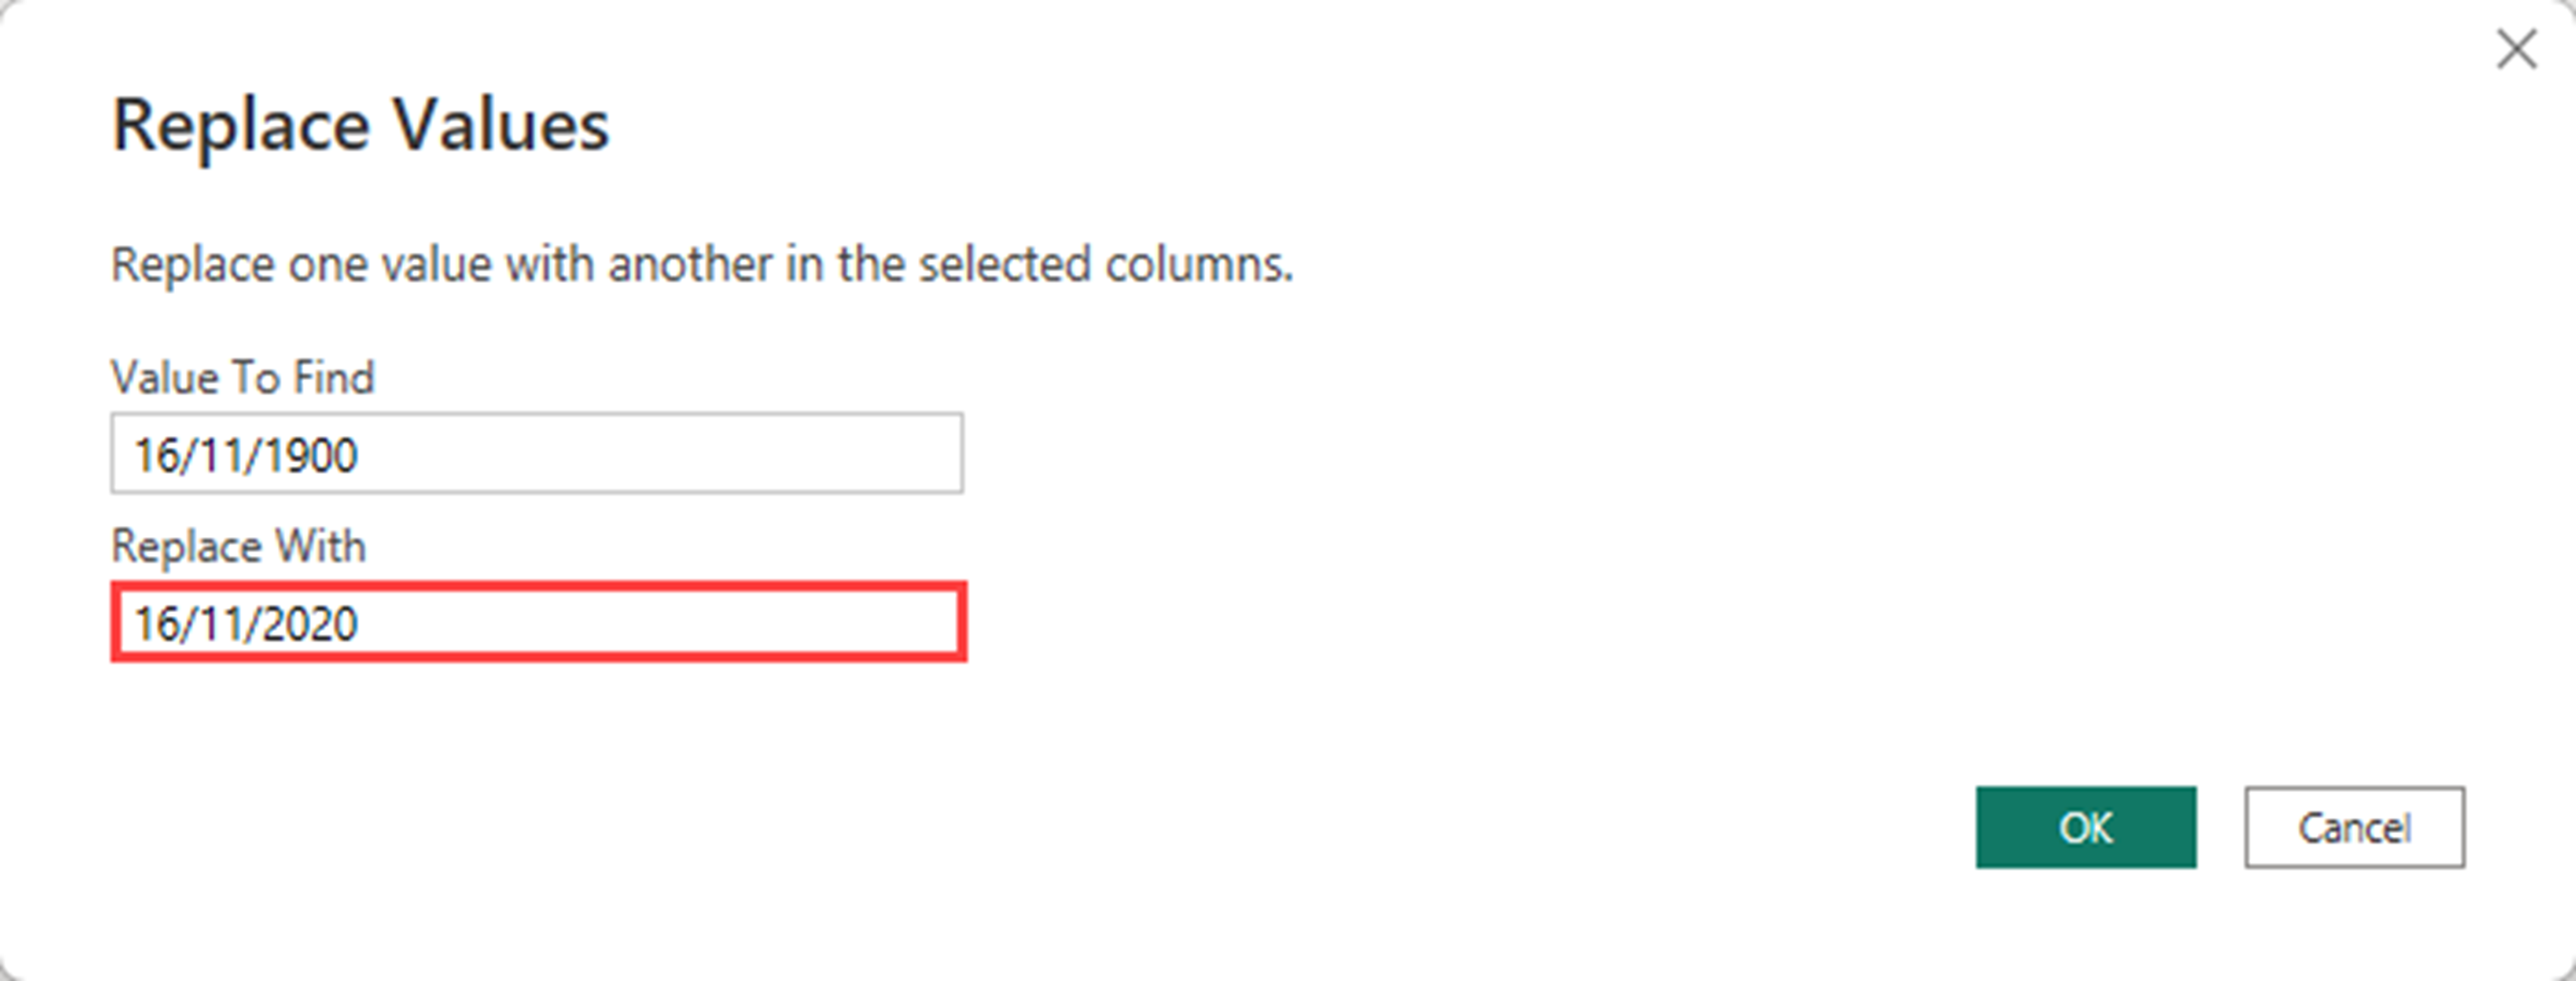 Replace Values
Replace one value with another in the selected columns.
Value To Find
16/11/1900
Replace With
16/11/2020
OK
Cancel